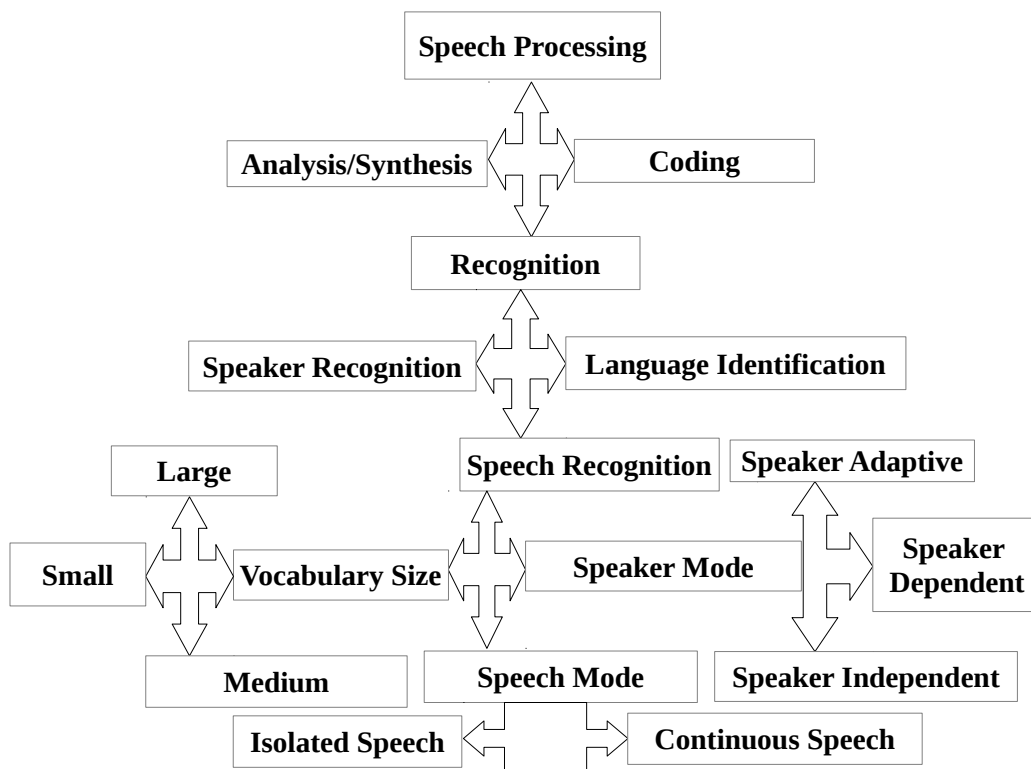 Speech Processing
Analysis/Synthesis
Coding
Recognition
Speaker Recognition
Language Identification
Large
Speech Recognition
Speaker Adaptive
Small
Vocabulary Size
Speaker Mode
Speaker
Dependent
Medium
Speech Mode
Speaker Independent
Isolated Speech
Continuous Speech